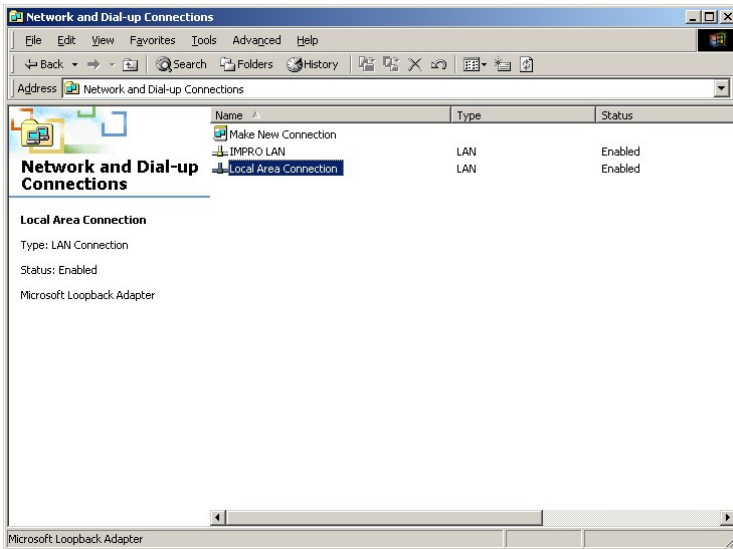 Network and Dial-up Connections
File Edit View Favorites Tools Advanced Help
Back Search Folders History
Address Network and Dial-up Connections
Name Type Status
Make New Connection
IMPRO LAN LAN Enabled
Local Area Connection LAN Enabled
Network and Dial-up
Connections
Local Area Connection
Type: LAN Connection
Status: Enabled
Microsoft Loopback Adapter
Microsoft Loopback Adapter